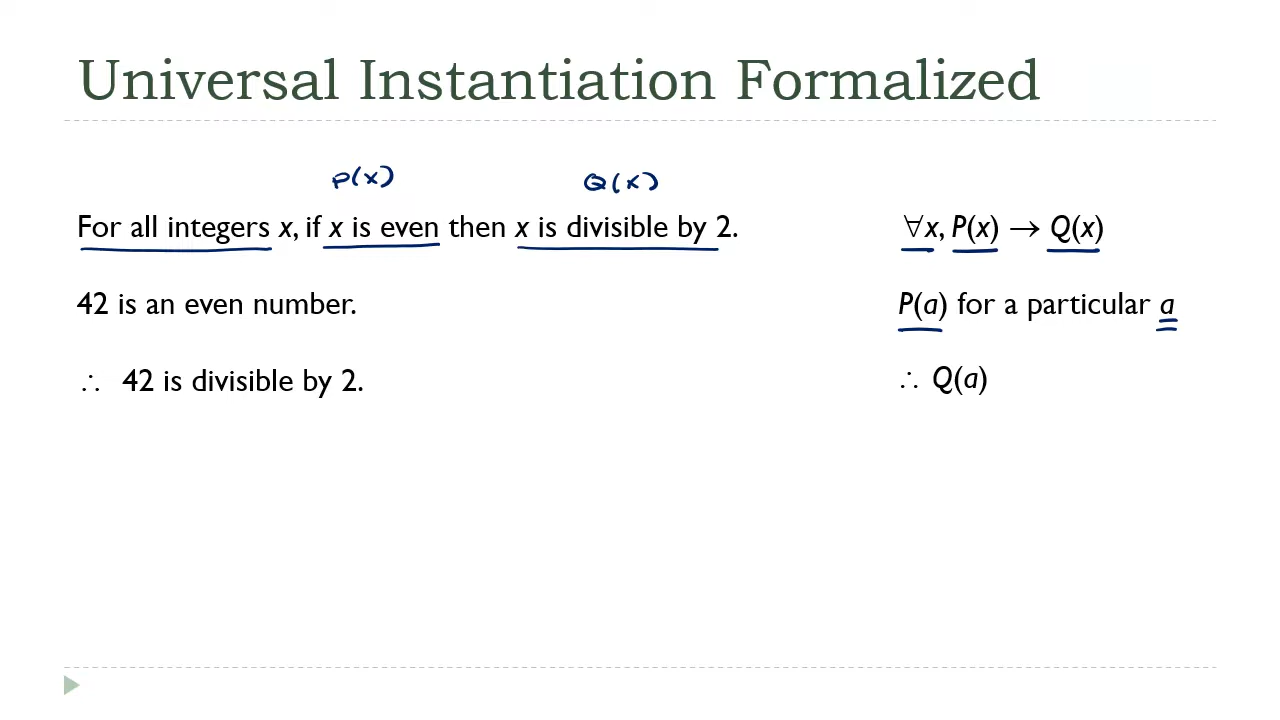 Universal Instantiation Formalized
P(x) Q(x)
For all integers x, if x is even then x is divisible by 2. ∀x, P(x) → Q(x)
42 is an even number. P(a) for a particular a
∴ 42 is divisible by 2. ∴ Q(a)